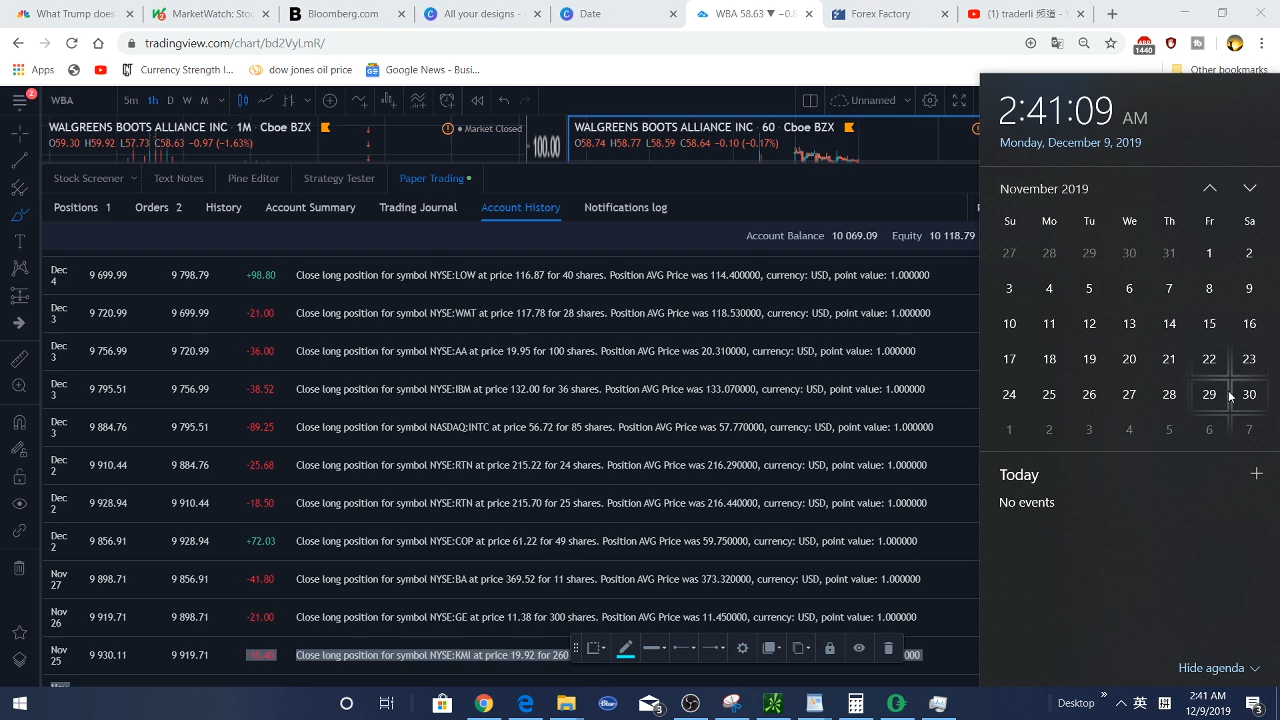 What Trump does
MarketWatch: Stock
Bloomberg.com
All your designs -
Date
WBA 58.63 ▼ −0.8
Forex Factory
(1) traderli 频道 - Y
tradingview.com/chart/bd2VyLmR/
1440
Apps
Currency Strength I...
dow jones oil price
Google News - Busi...
Other bookmarks
2
WBA
5m 1h D W M
Unnamed
WALGREENS BOOTS ALLIANCE INC · 1M · Cboe BZX
O59.30 H59.92 L57.73 C58.63 −0.97 (−1.63%)
Market Closed
100.00
WALGREENS BOOTS ALLIANCE INC · 60 · Cboe BZX
O58.74 H58.77 L58.59 C58.64 −0.10 (−0.17%)
Stock Screener
Text Notes
Pine Editor
Strategy Tester
Paper Trading
Positions 1
Orders 2
History
Account Summary
Trading Journal
Account History
Notifications log
Account Balance 10 069.09 Equity 10 118.79
Dec 4 9 699.99 9 798.79 +98.80 Close long position for symbol NYSE:LOW at price 116.87 for 40 shares. Position AVG Price was 114.400000, currency: USD, point value: 1.000000
Dec 3 9 720.99 9 699.99 -21.00 Close long position for symbol NYSE:WMT at price 117.78 for 28 shares. Position AVG Price was 118.530000, currency: USD, point value: 1.000000
Dec 3 9 756.99 9 720.99 -36.00 Close long position for symbol NYSE:AA at price 19.95 for 100 shares. Position AVG Price was 20.310000, currency: USD, point value: 1.000000
Dec 3 9 795.51 9 756.99 -38.52 Close long position for symbol NYSE:IBM at price 132.00 for 36 shares. Position AVG Price was 133.070000, currency: USD, point value: 1.000000
Dec 3 9 884.76 9 795.51 -89.25 Close long position for symbol NASDAQ:INTC at price 56.72 for 85 shares. Position AVG Price was 57.770000, currency: USD, point value: 1.000000
Dec 2 9 910.44 9 884.76 -25.68 Close long position for symbol NYSE:RTN at price 215.22 for 24 shares. Position AVG Price was 216.290000, currency: USD, point value: 1.000000
Dec 2 9 928.94 9 910.44 -18.50 Close long position for symbol NYSE:RTN at price 215.70 for 25 shares. Position AVG Price was 216.440000, currency: USD, point value: 1.000000
Dec 2 9 856.91 9 928.94 +72.03 Close long position for symbol NYSE:COP at price 61.22 for 49 shares. Position AVG Price was 59.750000, currency: USD, point value: 1.000000
Nov 27 9 898.71 9 856.91 -41.80 Close long position for symbol NYSE:BA at price 369.52 for 11 shares. Position AVG Price was 373.320000, currency: USD, point value: 1.000000
Nov 26 9 919.71 9 898.71 -21.00 Close long position for symbol NYSE:GE at price 11.38 for 300 shares. Position AVG Price was 11.450000, currency: USD, point value: 1.000000
Nov 25 9 930.11 9 919.71 -10.40 Close long position for symbol NYSE:KMI at price 19.92 for 260
000
2:41:09 AM
Monday, December 9, 2019
November 2019
Su Mo Tu We Th Fr Sa
27 28 29 30 31 1 2
3 4 5 6 7 8 9
10 11 12 13 14 15 16
17 18 19 20 21 22 23
24 25 26 27 28 29 30
1 2 3 4 5 6 7
Today
No events
Hide agenda
Desktop
英 拼
2:41 AM
12/9/2019
3
3